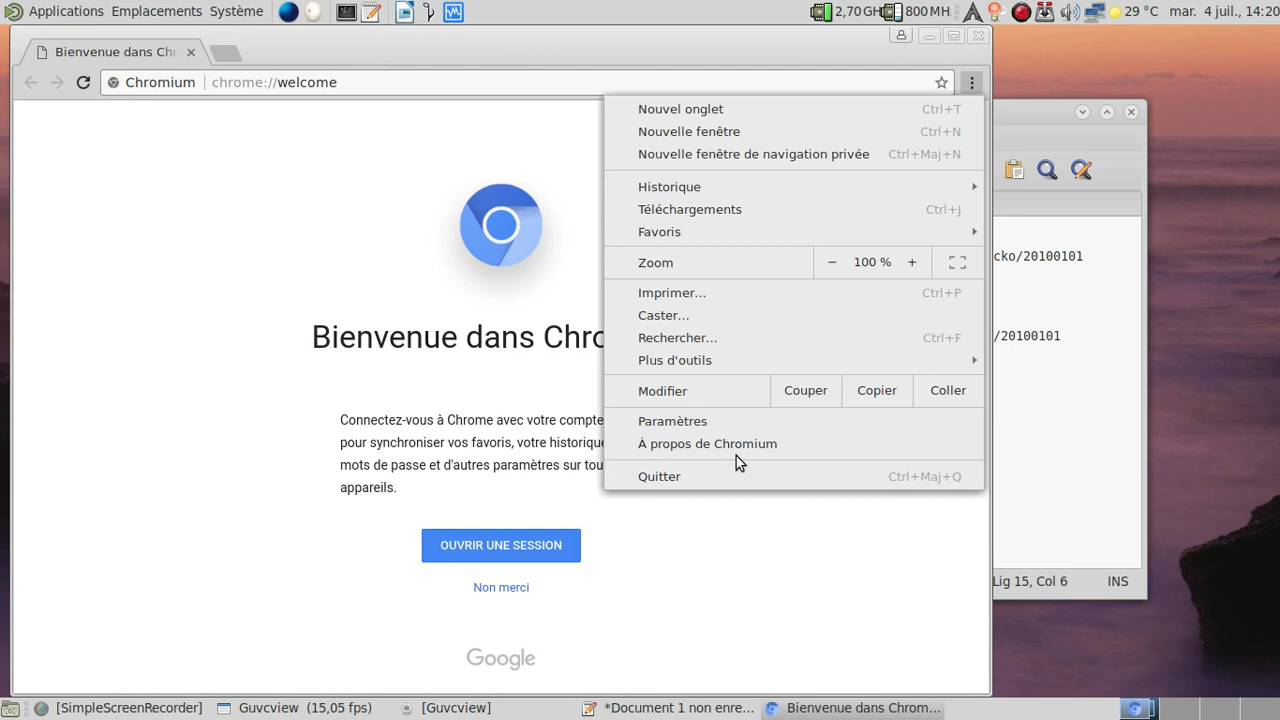 Applications Emplacements Système 2,70 GH 800 MH 29 °C mar. 4 juil., 14:20
Bienvenue dans Chr
Chromium chrome://welcome
Nouvel onglet Ctrl+T
Nouvelle fenêtre Ctrl+N
Nouvelle fenêtre de navigation privée Ctrl+Maj+N
Historique
Téléchargements Ctrl+J
Favoris
Zoom − 100 % +
Imprimer... Ctrl+P
Caster...
Rechercher... Ctrl+F
Plus d'outils
Modifier Couper Copier Coller
Paramètres
À propos de Chromium
Quitter Ctrl+Maj+Q
Bienvenue dans Chro
Connectez-vous à Chrome avec votre compte
pour synchroniser vos favoris, votre historique
mots de passe et d'autres paramètres sur tou
appareils.
OUVRIR UNE SESSION
Non merci
Google
cko/20100101
/20100101
Lig 15, Col 6 INS
[SimpleScreenRecorder] Guvcview (15,05 fps) [Guvcview] *Document 1 non enre... Bienvenue dans Chrom...